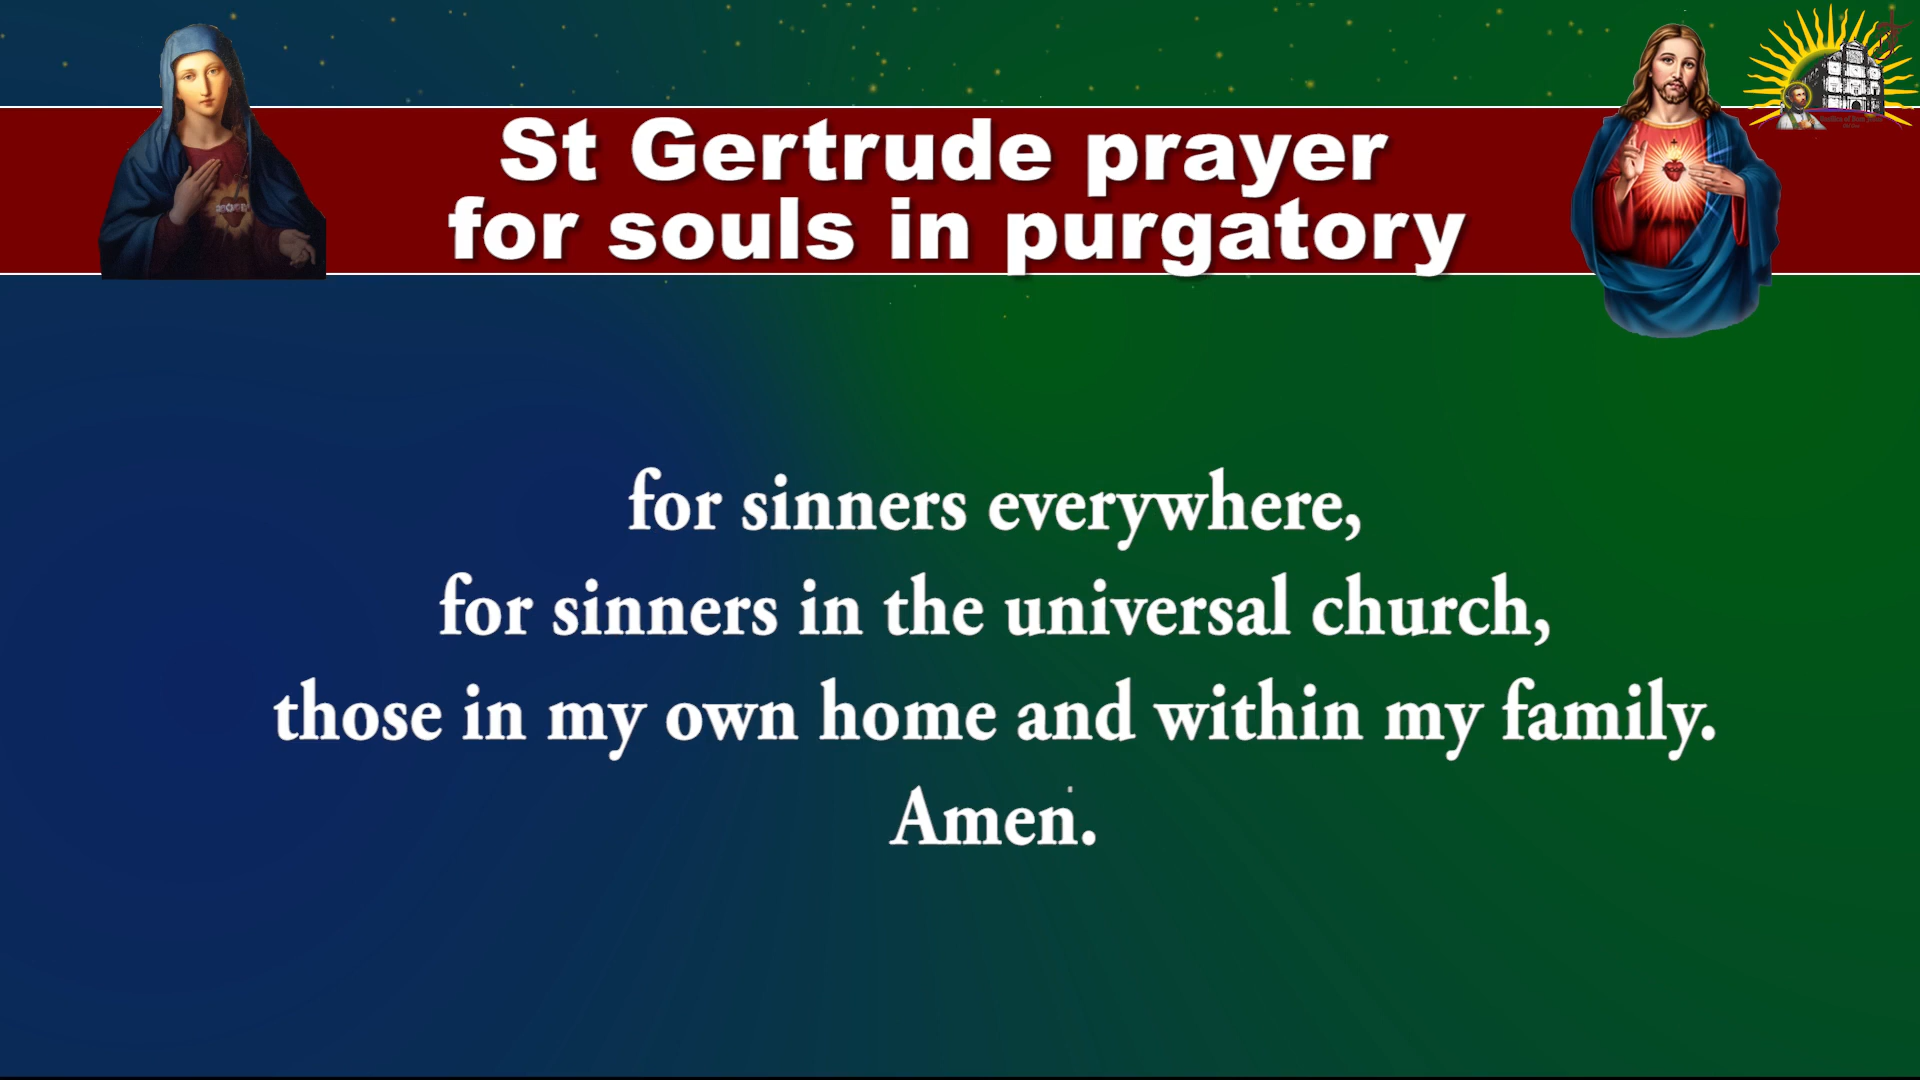 St Gertrude prayer
for souls in purgatory
for sinners everywhere,
for sinners in the universal church,
those in my own home and within my family.
Amen.